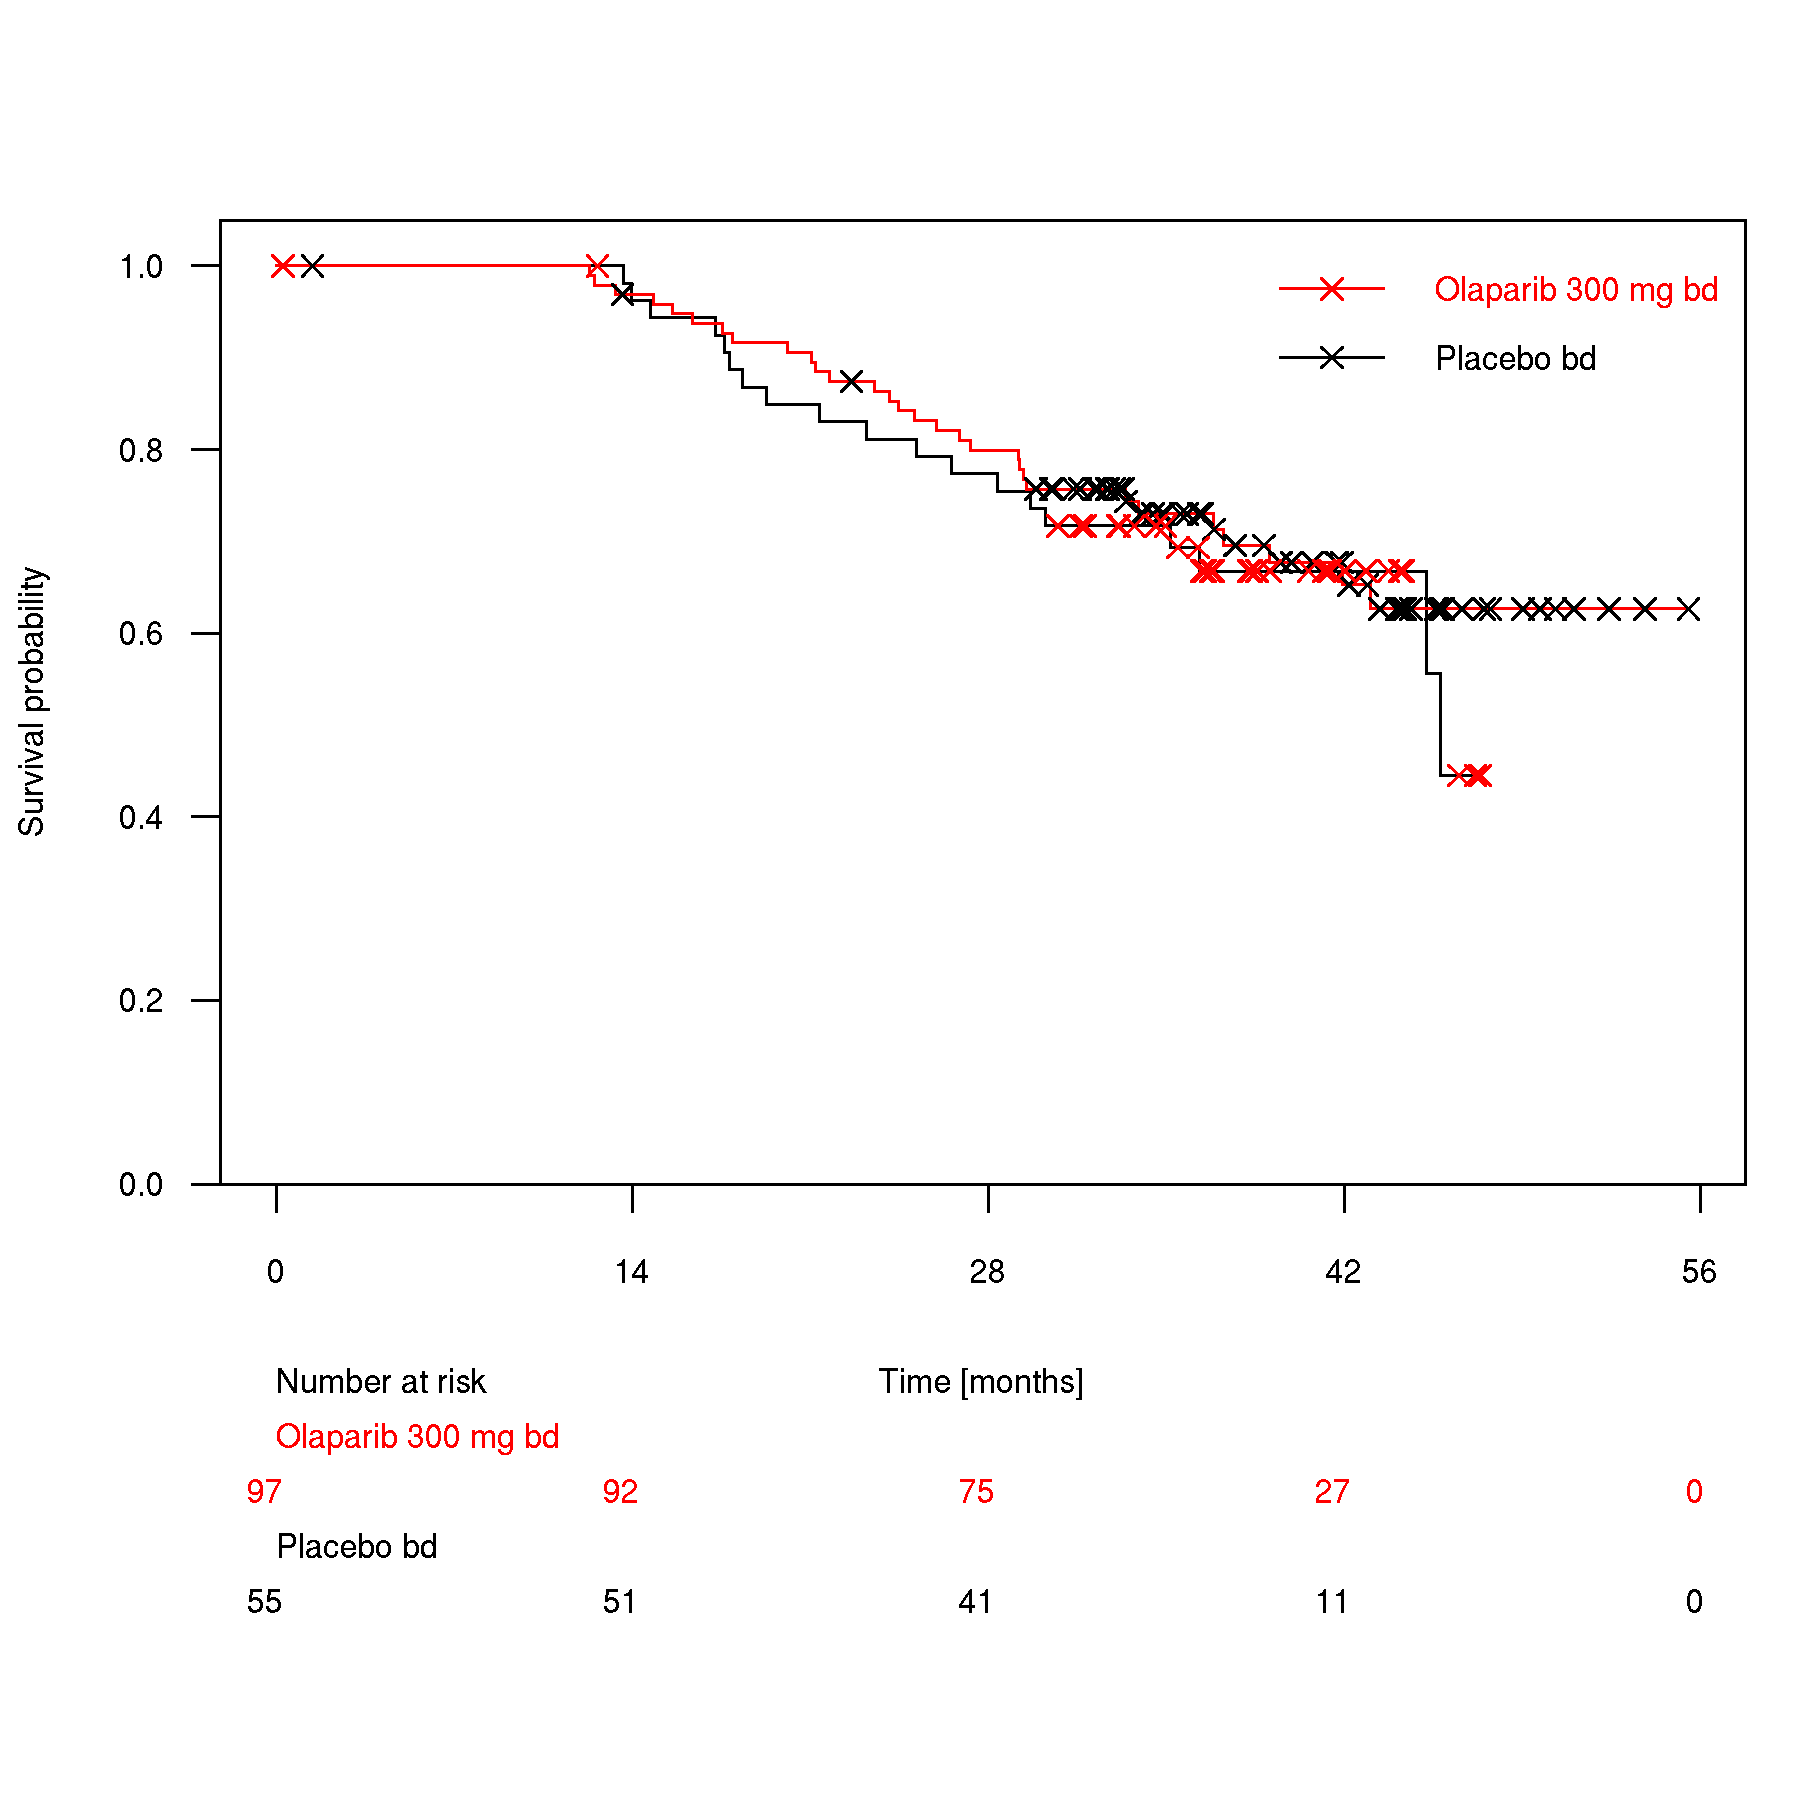 Olaparib 300 mg bd
Placebo bd
Survival probability
1.0
0.8
0.6
0.4
0.2
0.0
0 14 28 42 56
Number at risk Time [months]
Olaparib 300 mg bd
97 92 75 27 0
Placebo bd
55 51 41 11 0